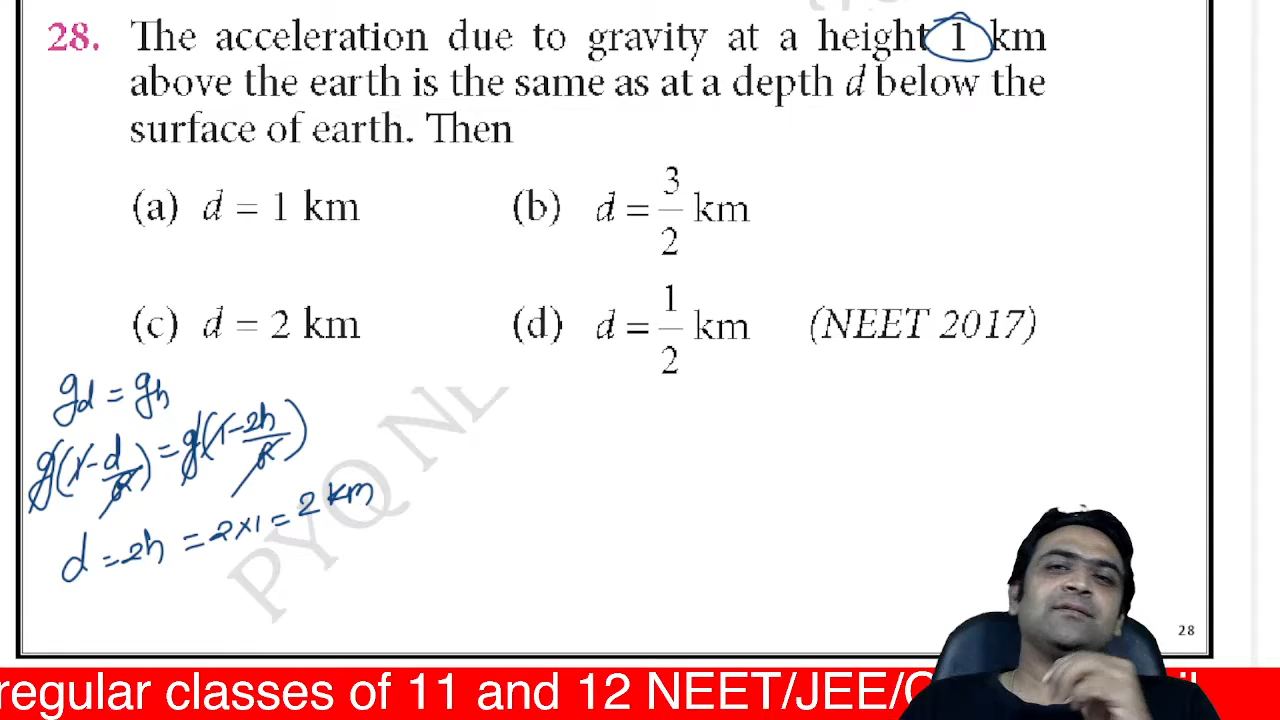 28. The acceleration due to gravity at a height 1 km
above the earth is the same as at a depth d below the
surface of earth. Then
(a) d = 1 km (b) d = 3/2 km
(c) d = 2 km (d) d = 1/2 km (NEET 2017)
gd = gh
g(1 - d/R) = g(1 - 2h/R)
d = 2h = 2×1 = 2 km
PYQ NE
28
regular classes of 11 and 12 NEET/JEE/